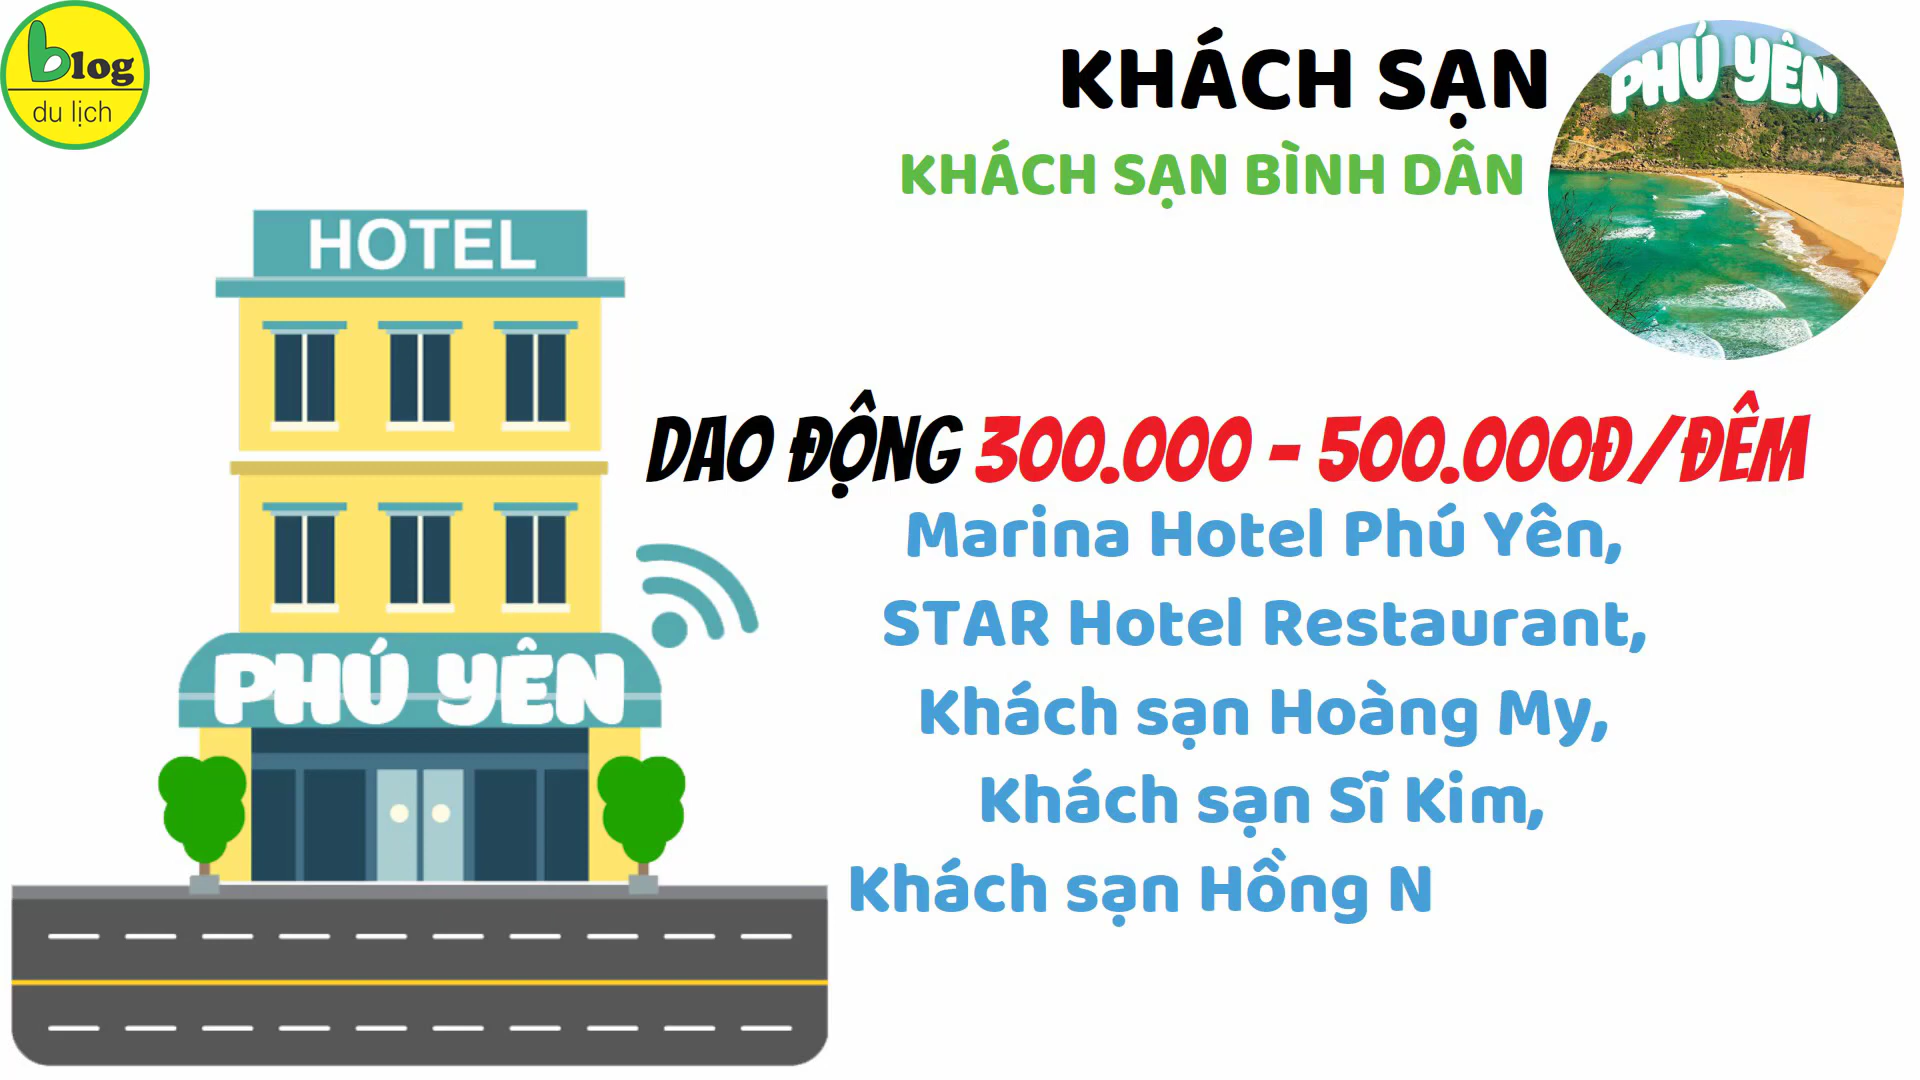 blog
du lịch
KHÁCH SẠN
PHÚ YÊN
KHÁCH SẠN BÌNH DÂN
HOTEL
DAO ĐỘNG 300.000 - 500.000Đ/ĐÊM
Marina Hotel Phú Yên,
STAR Hotel Restaurant,
Khách sạn Hoàng My,
PHÚ YÊN
Khách sạn Sĩ Kim,
Khách sạn Hồng N